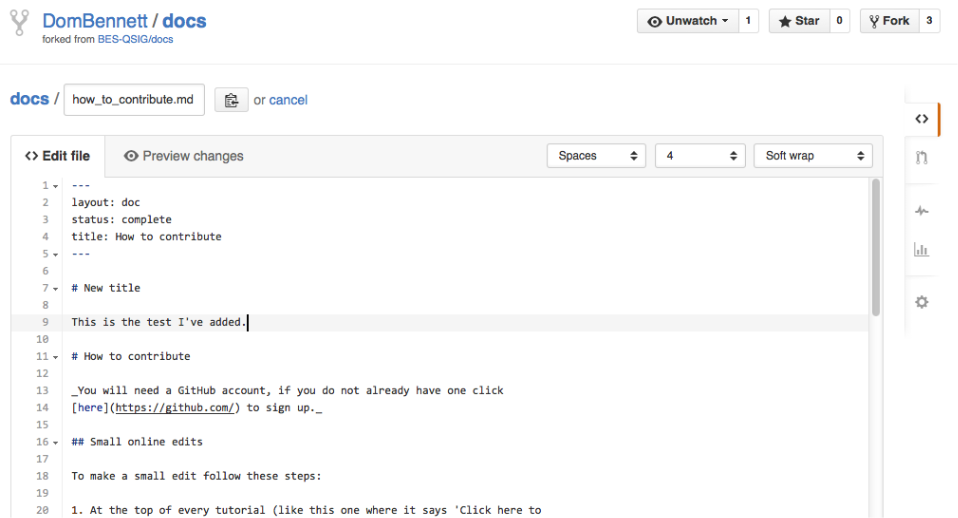 DomBennett / docs
forked from BES-QSIG/docs
Unwatch 1
Star 0
Fork 3
docs / how_to_contribute.md or cancel
Edit file
Preview changes
Spaces
4
Soft wrap
1 ---
2 layout: doc
3 status: complete
4 title: How to contribute
5 ---
6
7 # New title
8
9 This is the test I've added.
10
11 # How to contribute
12
13 _You will need a GitHub account, if you do not already have one click
14 [here](https://github.com/) to sign up._
15
16 ## Small online edits
17
18 To make a small edit follow these steps:
19
20 1. At the top of every tutorial (like this one where it says 'Click here to